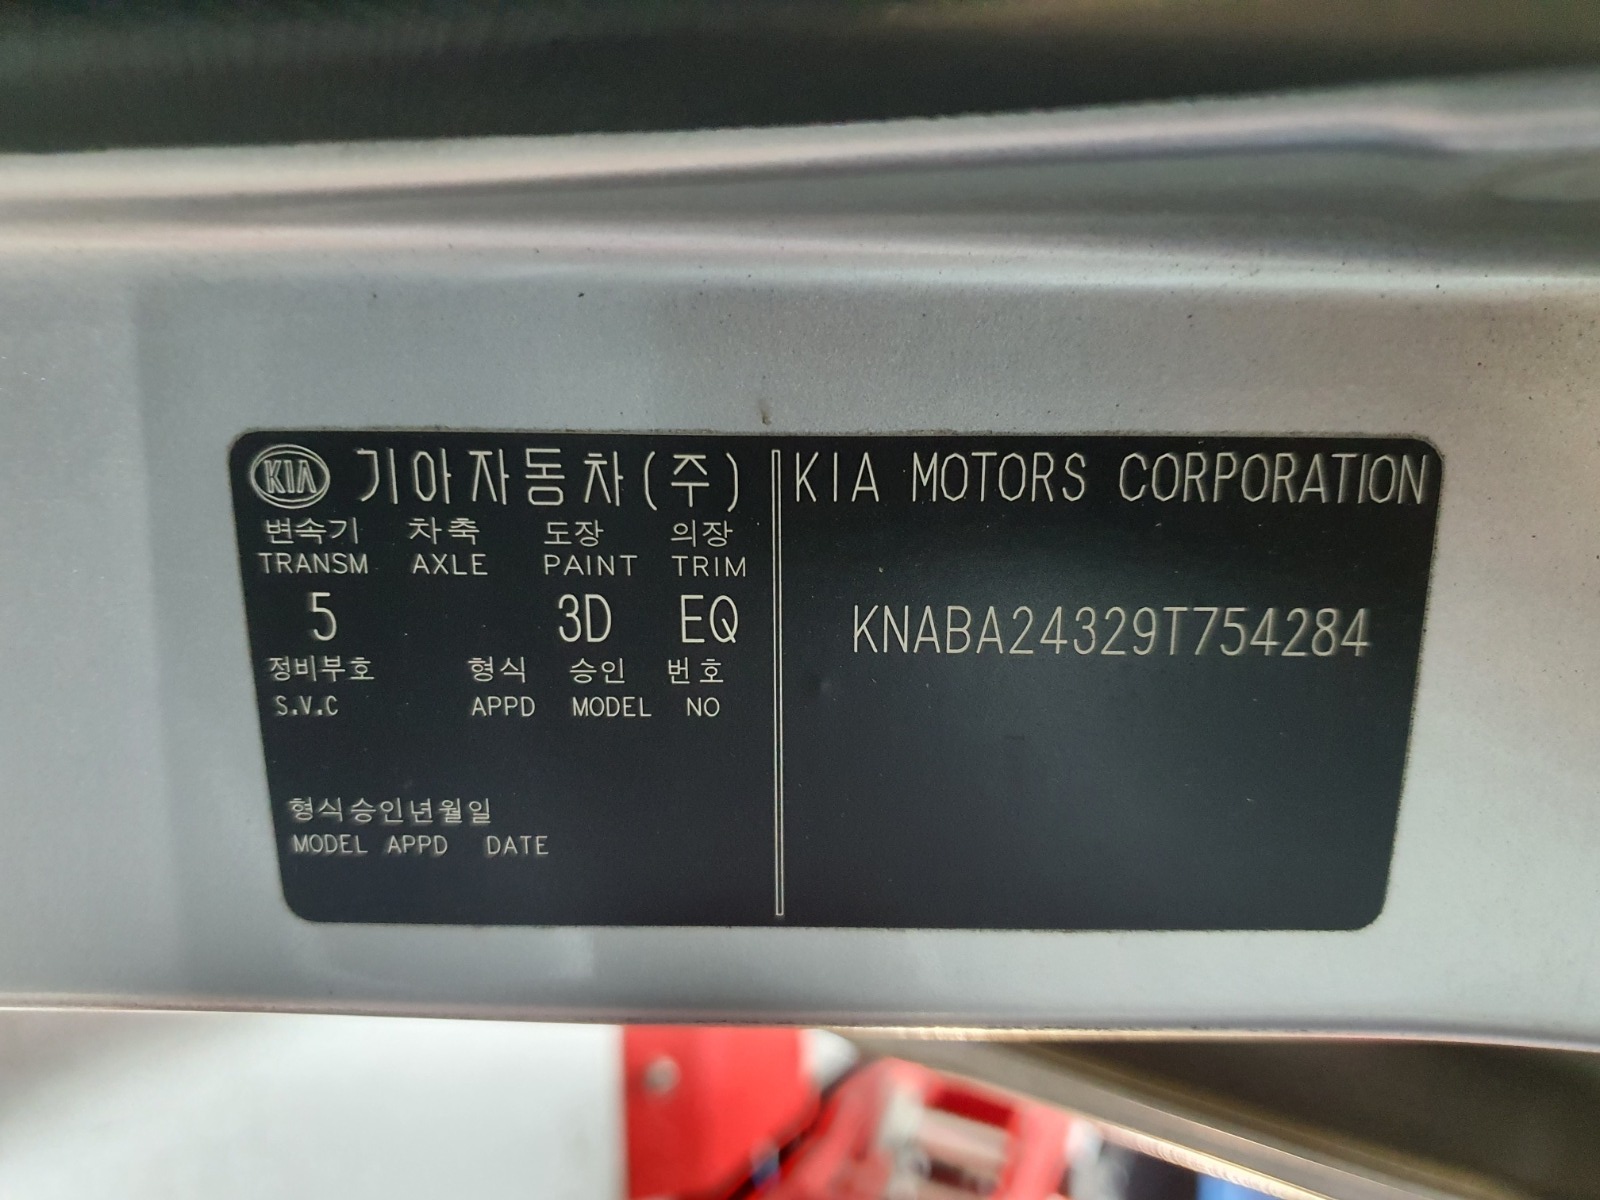 KIA 기아자동차(주)
변속기 차축 도장 의장
TRANSM AXLE PAINT TRIM
5 3D EQ
정비부호 형식 승인 번호
S.V.C APPD MODEL NO
형식승인년월일
MODEL APPD DATE
KIA MOTORS CORPORATION
KNABA24329T754284